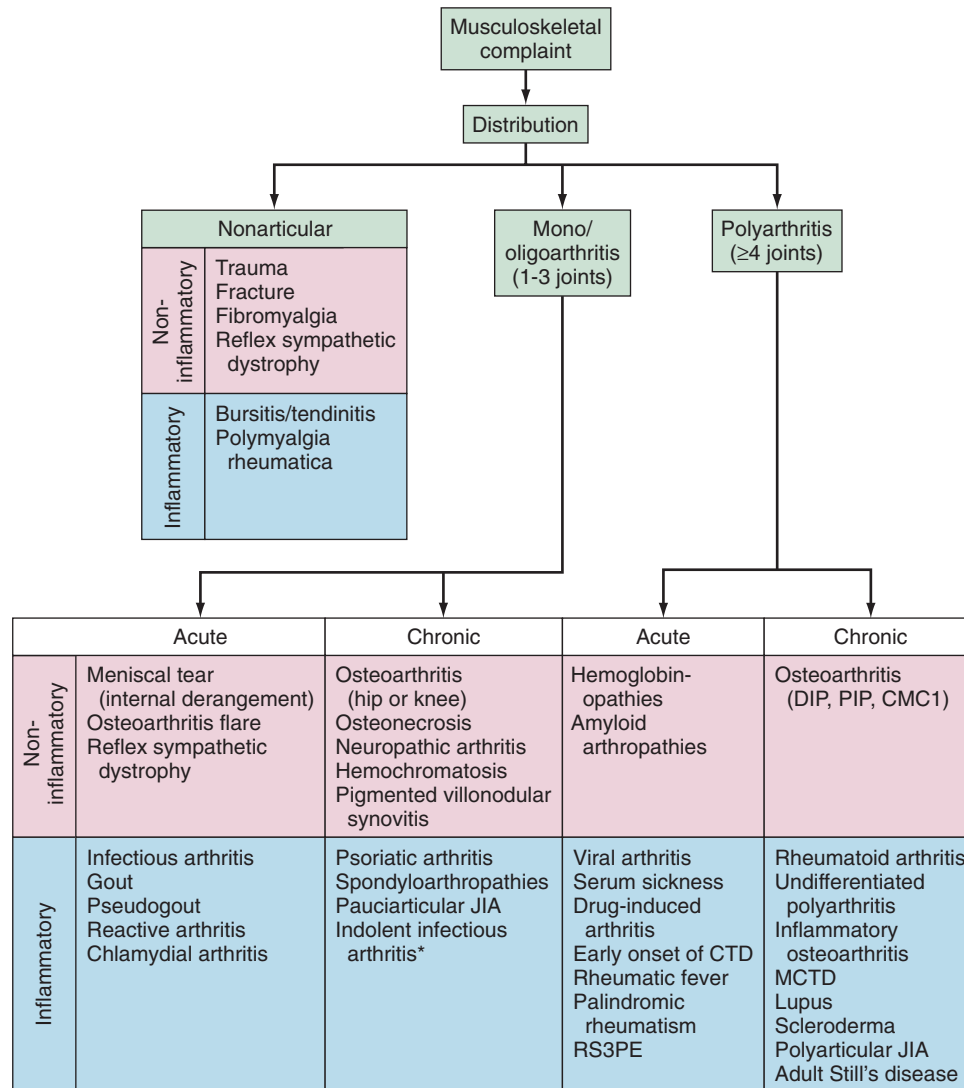 Musculoskeletal
complaint
Distribution
Nonarticular
Non-
inflammatory
Trauma
Fracture
Fibromyalgia
Reflex sympathetic
dystrophy
Inflammatory
Bursitis/tendinitis
Polymyalgia
rheumatica
Mono/
oligoarthritis
(1-3 joints)
Polyarthritis
(≥4 joints)
Acute
Chronic
Acute
Chronic
Non-
inflammatory
Meniscal tear
(internal derangement)
Osteoarthritis flare
Reflex sympathetic
dystrophy
Osteoarthritis
(hip or knee)
Osteonecrosis
Neuropathic arthritis
Hemochromatosis
Pigmented villonodular
synovitis
Hemoglobin-
opathies
Amyloid
arthropathies
Osteoarthritis
(DIP, PIP, CMC1)
Inflammatory
Infectious arthritis
Gout
Pseudogout
Reactive arthritis
Chlamydial arthritis
Psoriatic arthritis
Spondyloarthropathies
Pauciarticular JIA
Indolent infectious
arthritis*
Viral arthritis
Serum sickness
Drug-induced
arthritis
Early onset of CTD
Rheumatic fever
Palindromic
rheumatism
RS3PE
Rheumatoid arthritis
Undifferentiated
polyarthritis
Inflammatory
osteoarthritis
MCTD
Lupus
Scleroderma
Polyarticular JIA
Adult Still's disease